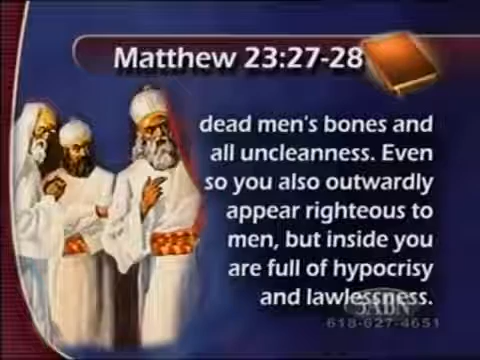 Matthew 23:27-28
dead men's bones and
all uncleanness. Even
so you also outwardly
appear righteous to
men, but inside you
are full of hypocrisy
and lawlessness.
3ABN
618-627-4651